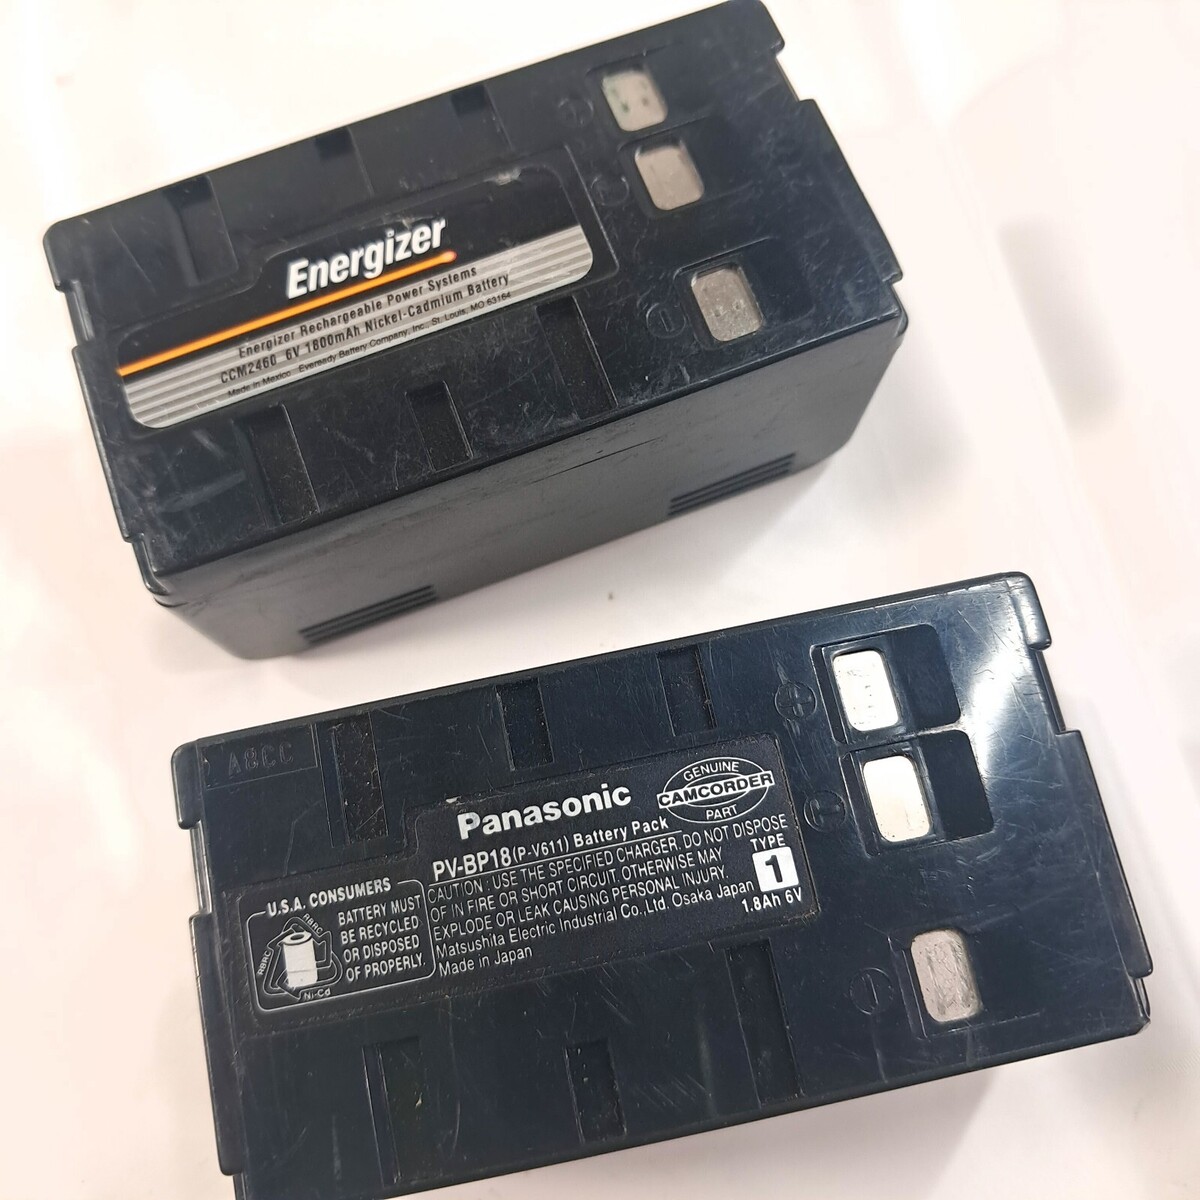 Energizer
Energizer Rechargeable Power Systems
CCM2460 6V 1800mAh Nickel-Cadmium Battery
Made in Mexico Eveready Battery Company, Inc., St. Louis, MO 63164
A8CC
Panasonic
GENUINE
CAMCORDER
PART
PV-BP18 (P-V611) Battery Pack
CAUTION : USE THE SPECIFIED CHARGER. DO NOT DISPOSE
OF IN FIRE OR SHORT CIRCUIT. OTHERWISE MAY
EXPLODE OR LEAK CAUSING PERSONAL INJURY.
Matsushita Electric Industrial Co., Ltd. Osaka Japan
Made in Japan
TYPE
1
1.8Ah 6V
U.S.A. CONSUMERS
BATTERY MUST
BE RECYCLED
OR DISPOSED
OF PROPERLY.
RBRC
RBRC
Ni-Cd